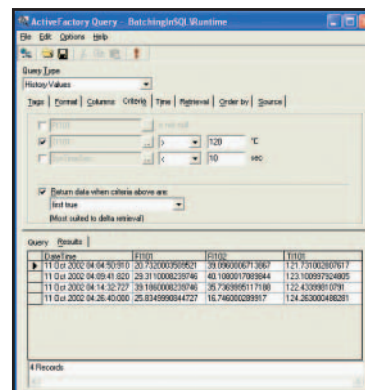 ActiveFactory Query - BatchingInSQL\Runtime
File Edit Options Help
Query Type
History Values
Tags Format Columns Criteria Time Retrieval Order by Source
> 120 °C
< 10 sec
Return data when criteria above are:
first true
(Most suited to delta retrieval)
Query Results
DateTime FI101 FI102 TI101
11 Oct 2002 04:04:50:910 20.7320003509521 39.0960006713867 121.731002807617
11 Oct 2002 04:09:41:820 29.3110008239746 40.1080017089844 123.100997924805
11 Oct 2002 04:14:32:727 39.1860008239746 35.7369995117188 122.43399810791
11 Oct 2002 04:26:40:000 25.8349990844727 16.746000289917 124.263000488281
4 Records